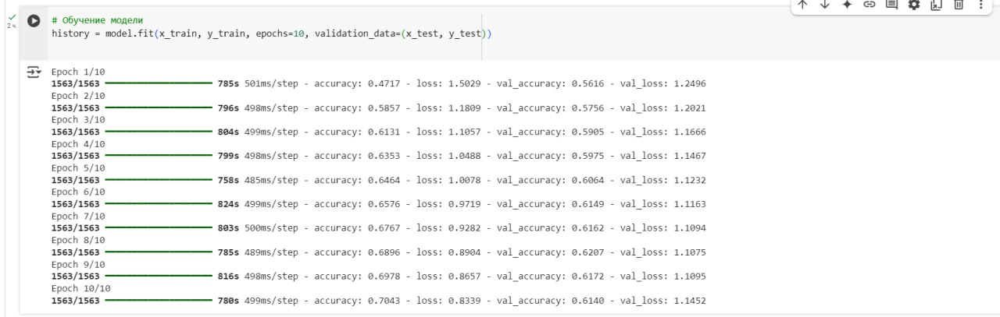 2 ч.
# Обучение модели
history = model.fit(x_train, y_train, epochs=10, validation_data=(x_test, y_test))
Epoch 1/10
1563/1563 785s 501ms/step - accuracy: 0.4717 - loss: 1.5029 - val_accuracy: 0.5616 - val_loss: 1.2496
Epoch 2/10
1563/1563 796s 498ms/step - accuracy: 0.5857 - loss: 1.1809 - val_accuracy: 0.5756 - val_loss: 1.2021
Epoch 3/10
1563/1563 804s 499ms/step - accuracy: 0.6131 - loss: 1.1057 - val_accuracy: 0.5905 - val_loss: 1.1666
Epoch 4/10
1563/1563 799s 498ms/step - accuracy: 0.6353 - loss: 1.0488 - val_accuracy: 0.5975 - val_loss: 1.1467
Epoch 5/10
1563/1563 758s 485ms/step - accuracy: 0.6464 - loss: 1.0078 - val_accuracy: 0.6064 - val_loss: 1.1232
Epoch 6/10
1563/1563 824s 499ms/step - accuracy: 0.6576 - loss: 0.9719 - val_accuracy: 0.6149 - val_loss: 1.1163
Epoch 7/10
1563/1563 803s 500ms/step - accuracy: 0.6767 - loss: 0.9282 - val_accuracy: 0.6162 - val_loss: 1.1094
Epoch 8/10
1563/1563 785s 489ms/step - accuracy: 0.6896 - loss: 0.8904 - val_accuracy: 0.6207 - val_loss: 1.1075
Epoch 9/10
1563/1563 816s 498ms/step - accuracy: 0.6978 - loss: 0.8657 - val_accuracy: 0.6172 - val_loss: 1.1095
Epoch 10/10
1563/1563 780s 499ms/step - accuracy: 0.7043 - loss: 0.8339 - val_accuracy: 0.6140 - val_loss: 1.1452